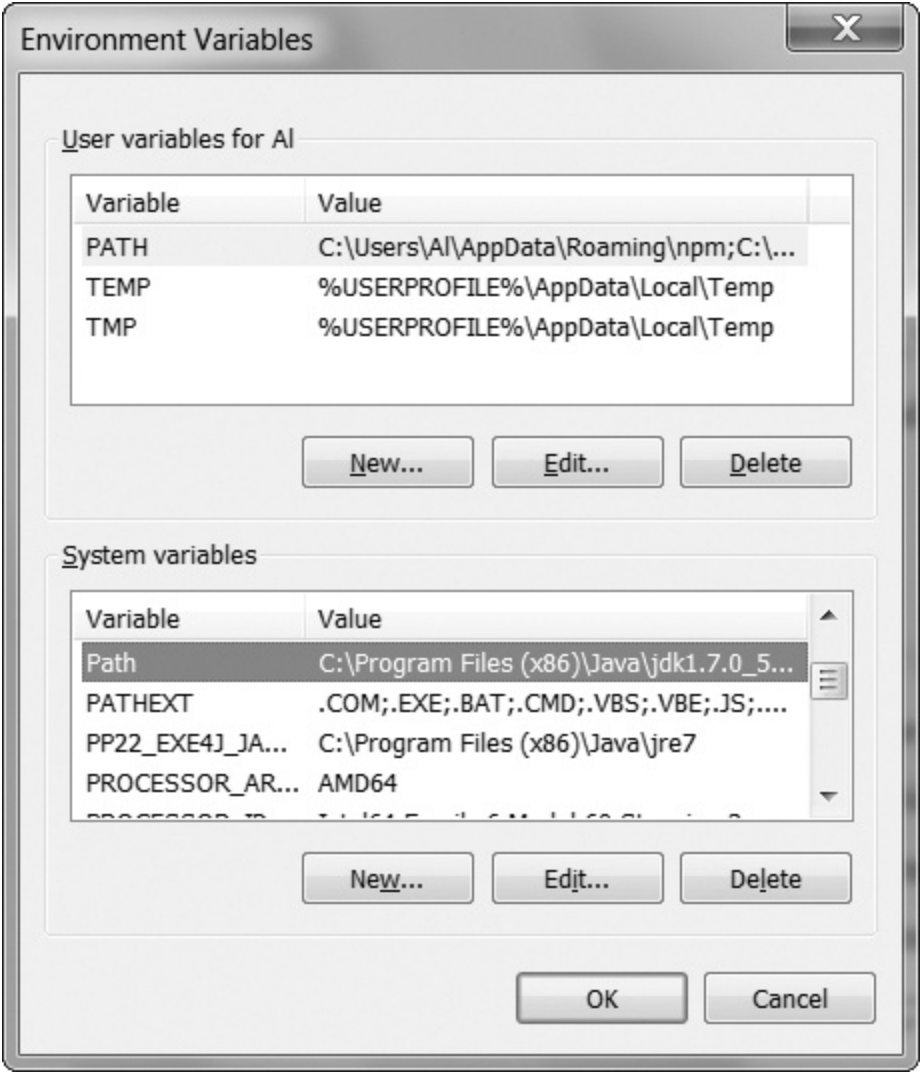 Environment Variables
User variables for Al
Variable Value
PATH C:\Users\Al\AppData\Roaming\npm;C:\...
TEMP %USERPROFILE%\AppData\Local\Temp
TMP %USERPROFILE%\AppData\Local\Temp
New... Edit... Delete
System variables
Variable Value
Path C:\Program Files (x86)\Java\jdk1.7.0_5...
PATHEXT .COM;.EXE;.BAT;.CMD;.VBS;.VBE;.JS;....
PP22_EXE4J_JA... C:\Program Files (x86)\Java\jre7
PROCESSOR_AR... AMD64
New... Edit... Delete
OK Cancel